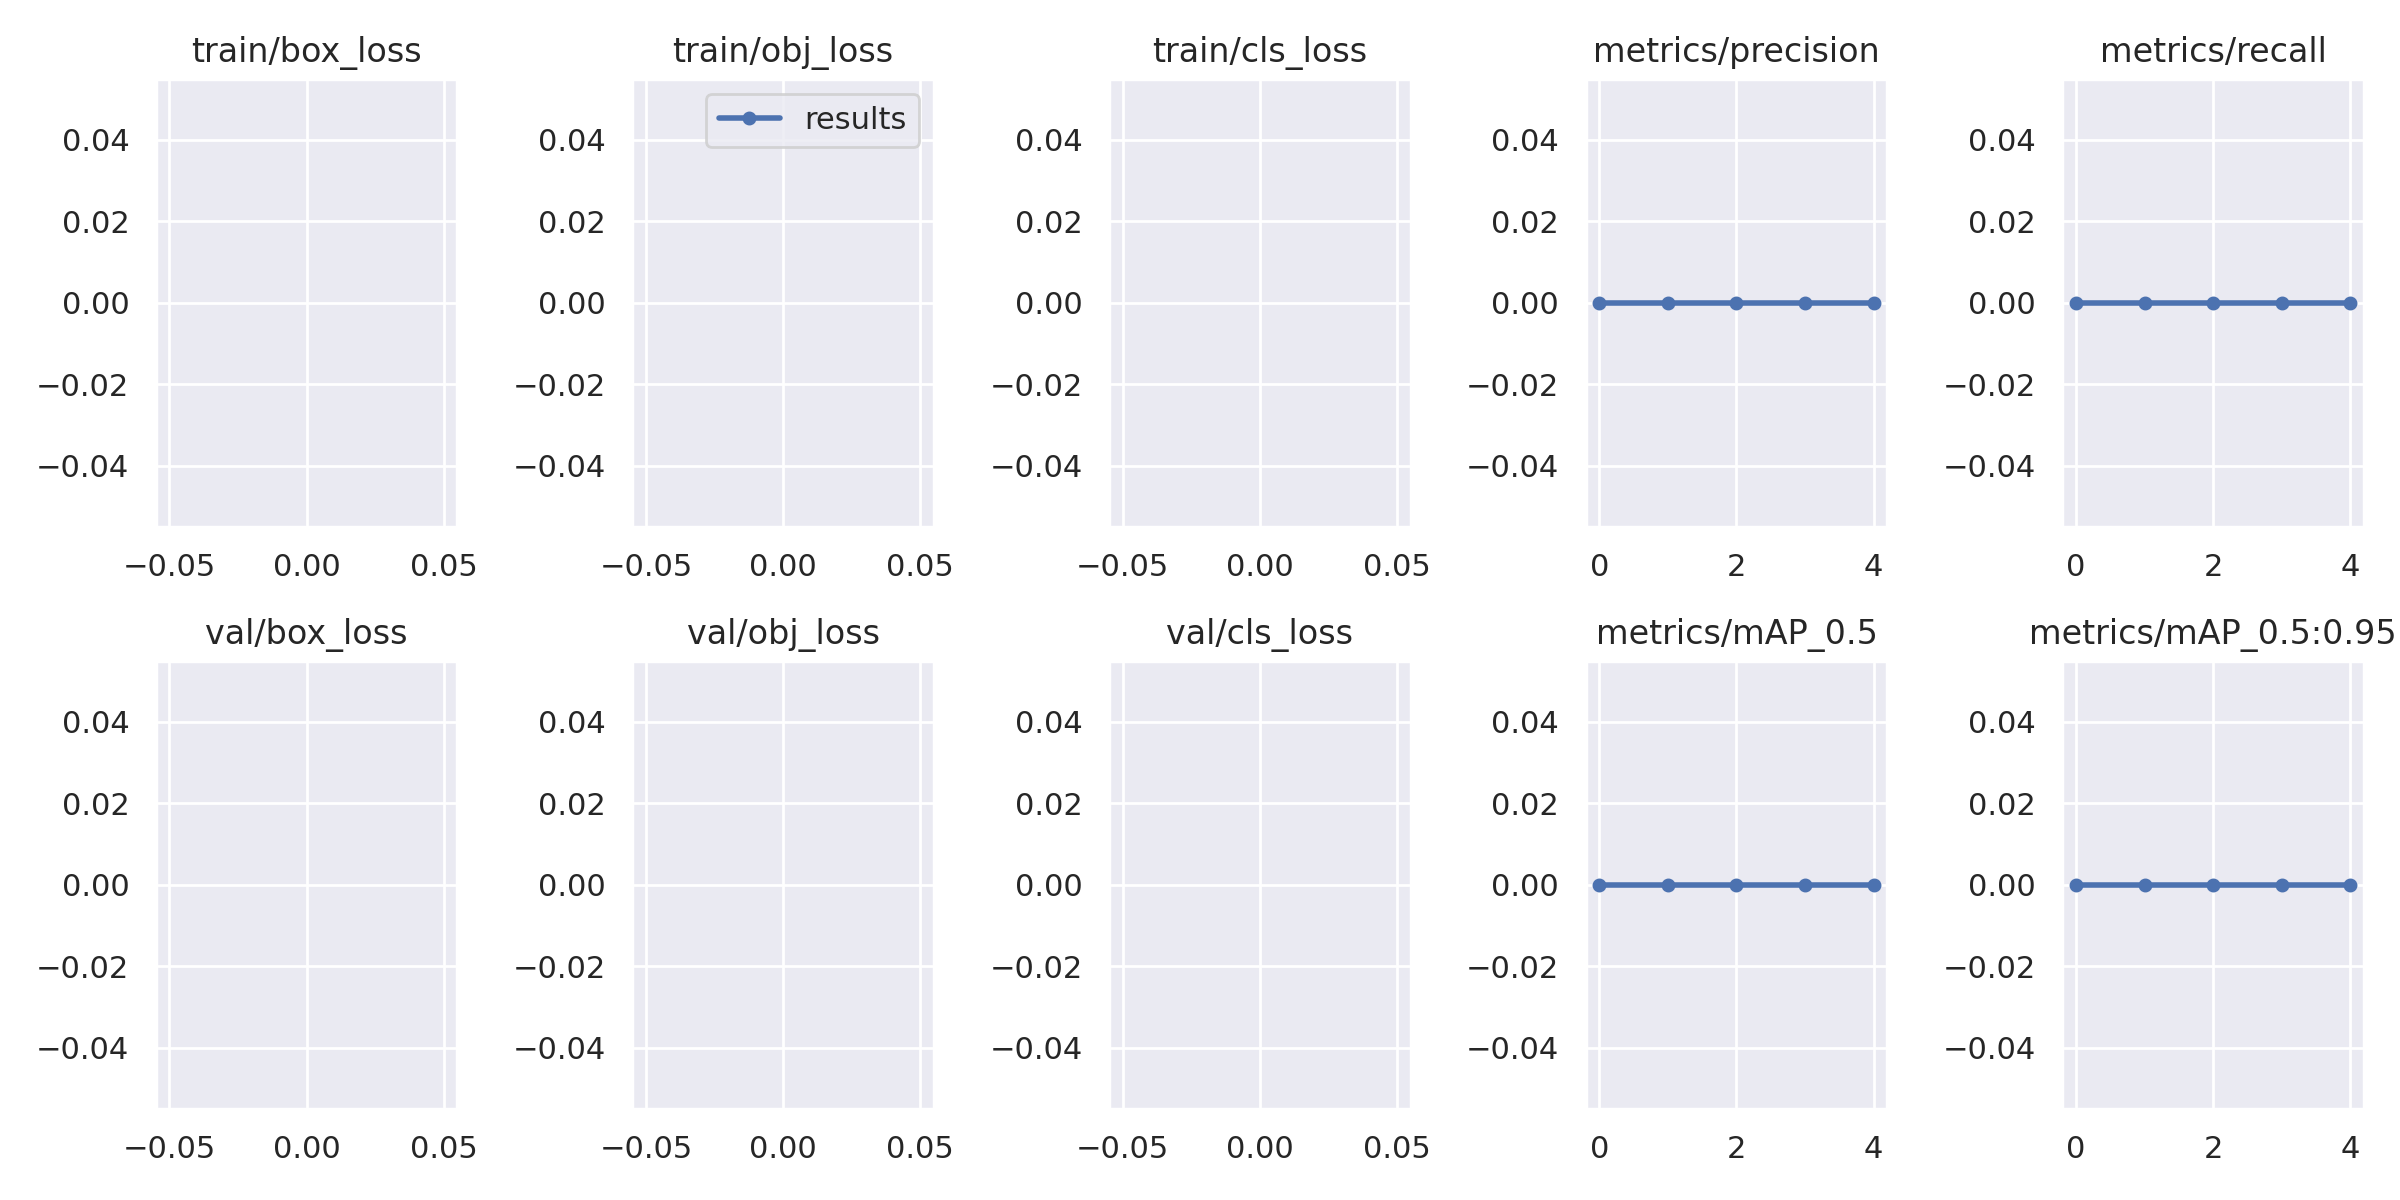 train/box_loss train/obj_loss train/cls_loss metrics/precision metrics/recall
results
0.04 0.04 0.04 0.04 0.04
0.02 0.02 0.02 0.02 0.02
0.00 0.00 0.00 0.00 0.00
−0.02 −0.02 −0.02 −0.02 −0.02
−0.04 −0.04 −0.04 −0.04 −0.04
−0.05 0.00 0.05 −0.05 0.00 0.05 −0.05 0.00 0.05 0 2 4 0 2 4
val/box_loss val/obj_loss val/cls_loss metrics/mAP_0.5 metrics/mAP_0.5:0.95
0.04 0.04 0.04 0.04 0.04
0.02 0.02 0.02 0.02 0.02
0.00 0.00 0.00 0.00 0.00
−0.02 −0.02 −0.02 −0.02 −0.02
−0.04 −0.04 −0.04 −0.04 −0.04
−0.05 0.00 0.05 −0.05 0.00 0.05 −0.05 0.00 0.05 0 2 4 0 2 4